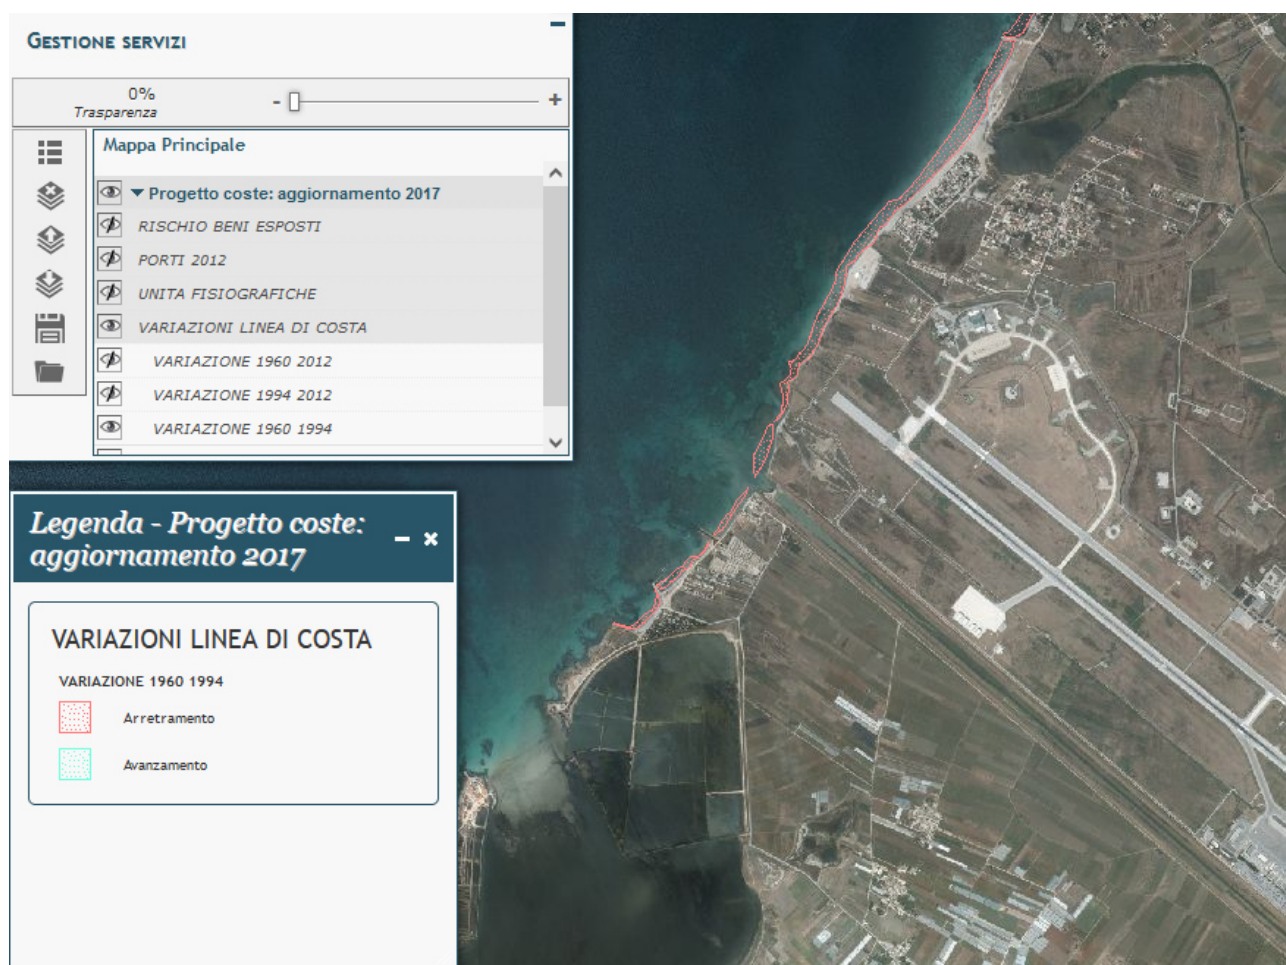 GESTIONE SERVIZI
0%
Trasparenza
- +
Mappa Principale
Progetto coste: aggiornamento 2017
RISCHIO BENI ESPOSTI
PORTI 2012
UNITA FISIOGRAFICHE
VARIAZIONI LINEA DI COSTA
VARIAZIONE 1960 2012
VARIAZIONE 1994 2012
VARIAZIONE 1960 1994
Legenda - Progetto coste:
aggiornamento 2017
VARIAZIONI LINEA DI COSTA
VARIAZIONE 1960 1994
Arretramento
Avanzamento